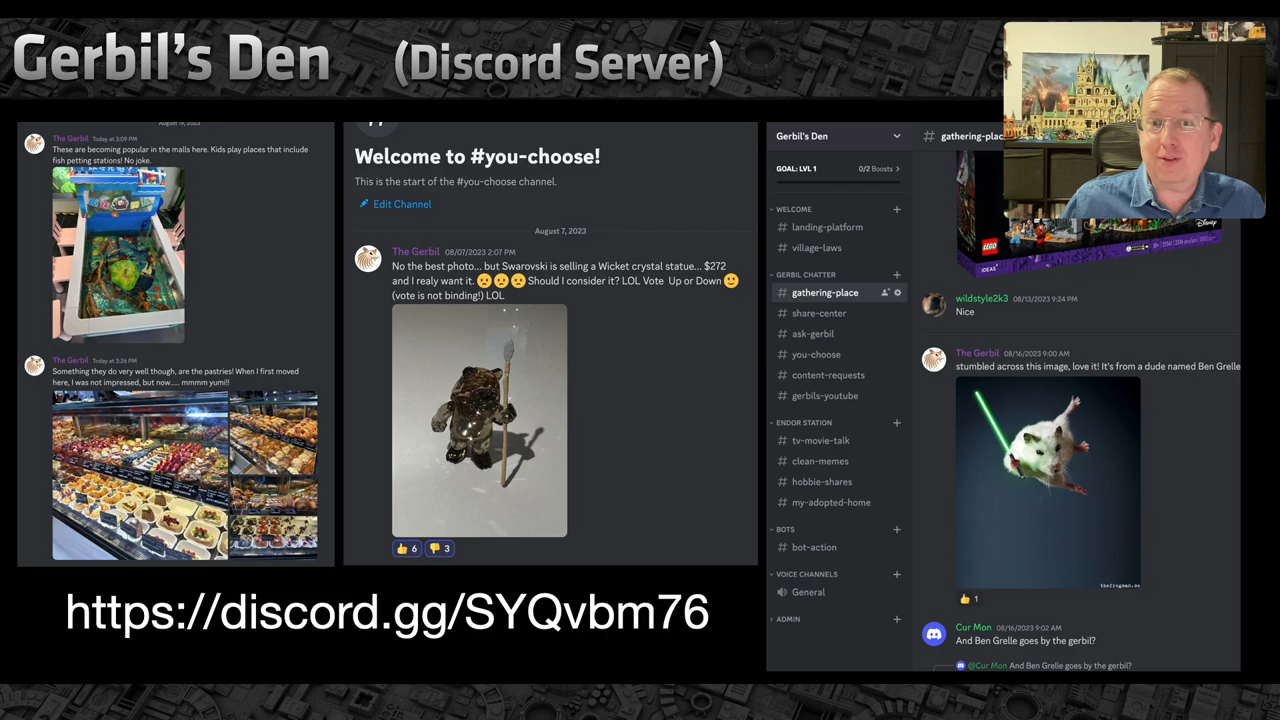 Gerbil's Den (Discord Server)
August 19, 2023
The Gerbil Today at 3:09 PM
These are becoming popular in the malls here. Kids play places that include
fish petting stations! No joke.
The Gerbil Today at 3:26 PM
Something they do very well though, are the pastries! When I first moved
here, I was not impressed, but now..... mmmm yumi!!
Welcome to #you-choose!
This is the start of the #you-choose channel.
Edit Channel
August 7, 2023
The Gerbil 08/07/2023 2:07 PM
No the best photo... but Swarovski is selling a Wicket crystal statue... $272
and I realy want it. 😟😟😟 Should I consider it? LOL Vote Up or Down 🙂
(vote is not binding!) LOL
👍 6 👎 3
https://discord.gg/SYQvbm76
Gerbil's Den
GOAL: LVL 1 0/2 Boosts >
WELCOME
landing-platform
village-laws
GERBIL CHATTER
# gathering-place
# share-center
# ask-gerbil
# you-choose
# content-requests
# gerbils-youtube
ENDOR STATION
# tv-movie-talk
# clean-memes
# hobbie-shares
# my-adopted-home
BOTS
# bot-action
VOICE CHANNELS
General
ADMIN
# gathering-plac
LEGO
IDEAS
Disney
wildstyle2k3 08/13/2023 9:24 PM
Nice
The Gerbil 08/16/2023 9:00 AM
stumbled across this image, love it! It's from a dude named Ben Grelle
thefrogman.me
👍 1
Cur Mon 08/16/2023 9:02 AM
And Ben Grelle goes by the gerbil?
@Cur Mon And Ben Grelle goes by the gerbil?